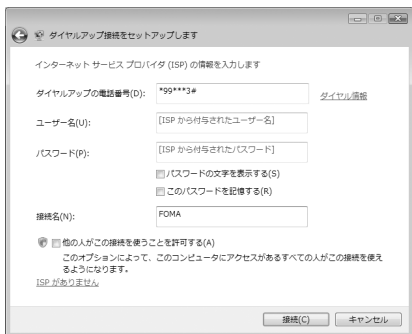 ダイヤルアップ接続をセットアップします
インターネット サービス プロバイダ (ISP) の情報を入力します
ダイヤルアップの電話番号(D):
*99***3#
ダイヤル情報
ユーザー名(U):
[ISP から付与されたユーザー名]
パスワード(P):
[ISP から付与されたパスワード]
パスワードの文字を表示する(S)
このパスワードを記憶する(R)
接続名(N):
FOMA
他の人がこの接続を使うことを許可する(A)
このオプションによって、このコンピュータにアクセスがあるすべての人がこの接続を使え
るようになります。
ISP がありません
接続(C)
キャンセル